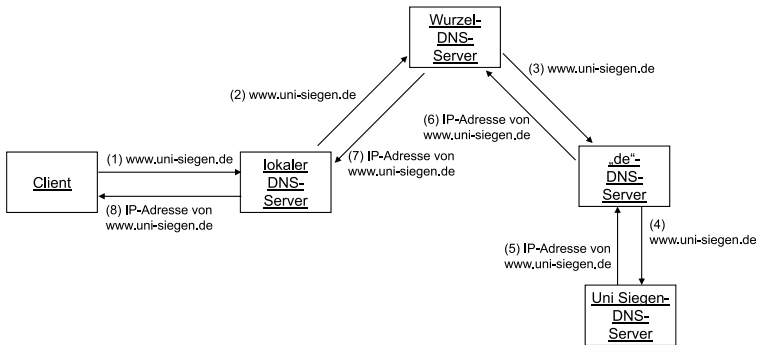 Wurzel-
DNS-
Server
(3) www.uni-siegen.de
(2) www.uni-siegen.de
(6) IP-Adresse von
www.uni-siegen.de
(1) www.uni-siegen.de
(7) IP-Adresse von
www.uni-siegen.de
Client
lokaler
DNS-
Server
„de“-
DNS-
Server
(8) IP-Adresse von
www.uni-siegen.de
(4)
www.uni-siegen.de
(5) IP-Adresse von
www.uni-siegen.de
Uni Siegen-
DNS-
Server